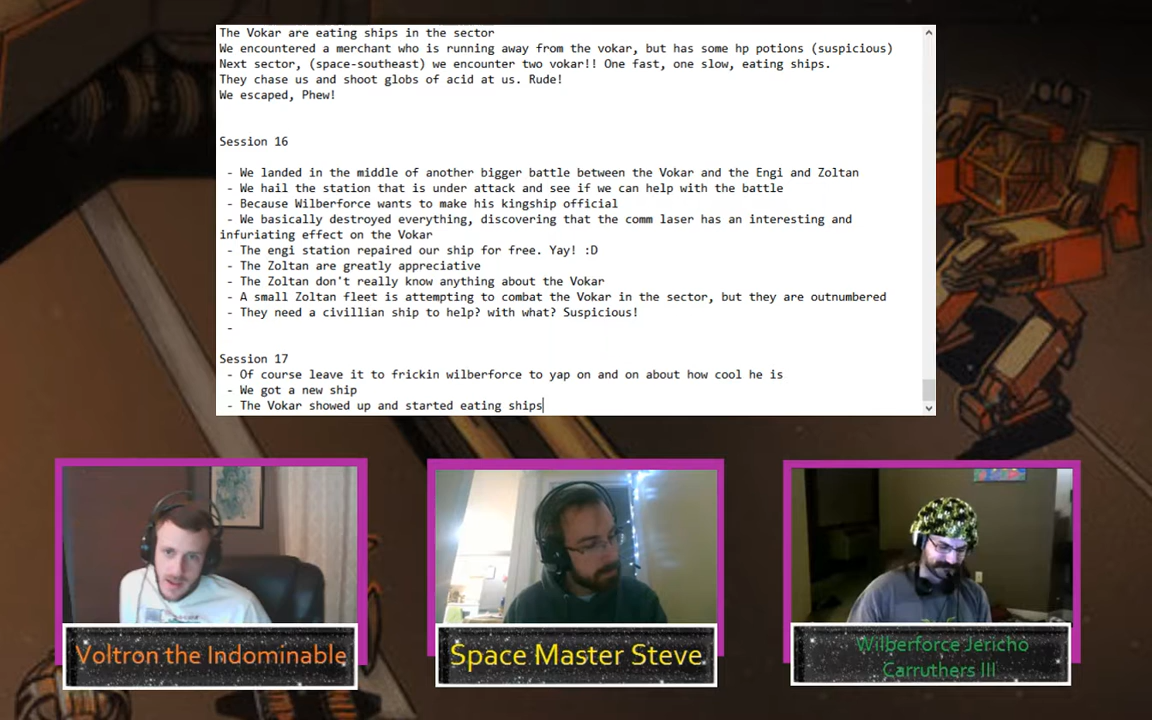 The Vokar are eating ships in the sector
We encountered a merchant who is running away from the vokar, but has some hp potions (suspicious)
Next sector, (space-southeast) we encounter two vokar!! One fast, one slow, eating ships.
They chase us and shoot globs of acid at us. Rude!
We escaped, Phew!
Session 16
- We landed in the middle of another bigger battle between the Vokar and the Engi and Zoltan
- We hail the station that is under attack and see if we can help with the battle
- Because Wilberforce wants to make his kingship official
- We basically destroyed everything, discovering that the comm laser has an interesting and
infuriating effect on the Vokar
- The engi station repaired our ship for free. Yay! :D
- The Zoltan are greatly appreciative
- The Zoltan don't really know anything about the Vokar
- A small Zoltan fleet is attempting to combat the Vokar in the sector, but they are outnumbered
- They need a civillian ship to help? with what? Suspicious!
-
Session 17
- Of course leave it to frickin wilberforce to yap on and on about how cool he is
- We got a new ship
- The Vokar showed up and started eating ships
Voltron the Indominable
Space Master Steve
Wilberforce Jericho
Carruthers III